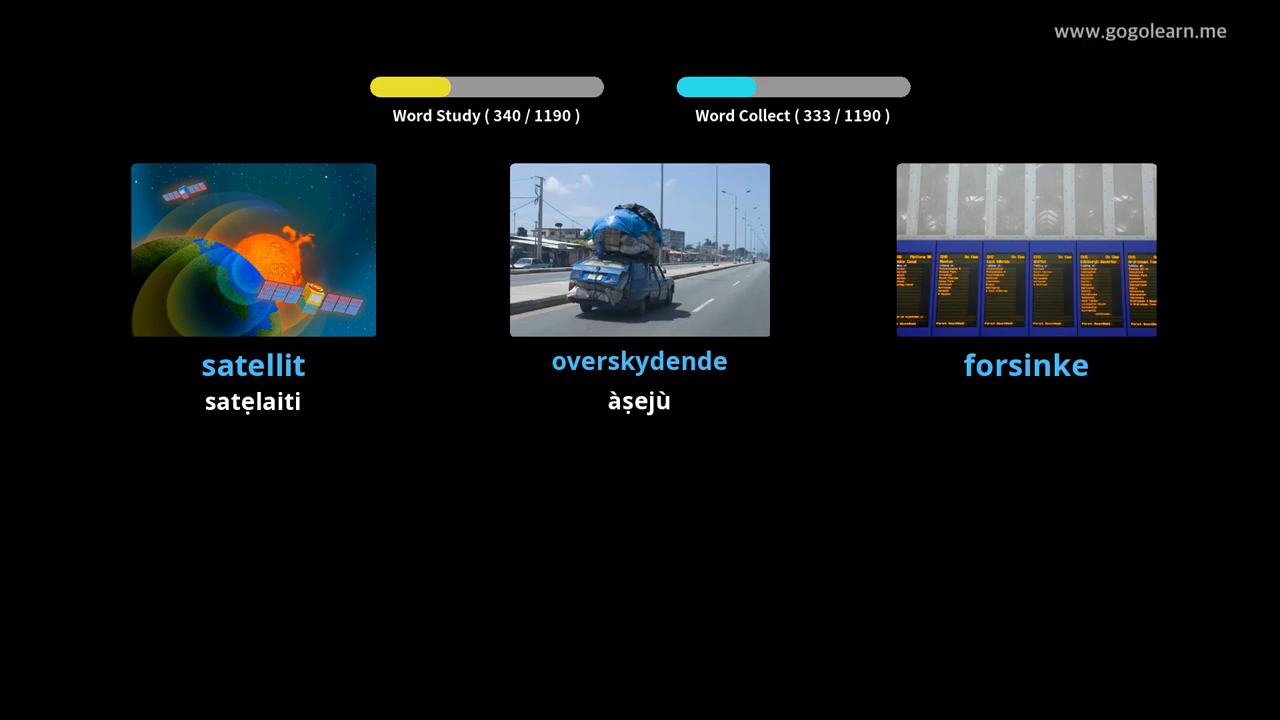 www.gogolearn.me
Word Study ( 340 / 1190 )
Word Collect ( 333 / 1190 )
satellit
overskydende
forsinke
satẹlaiti
àṣejù